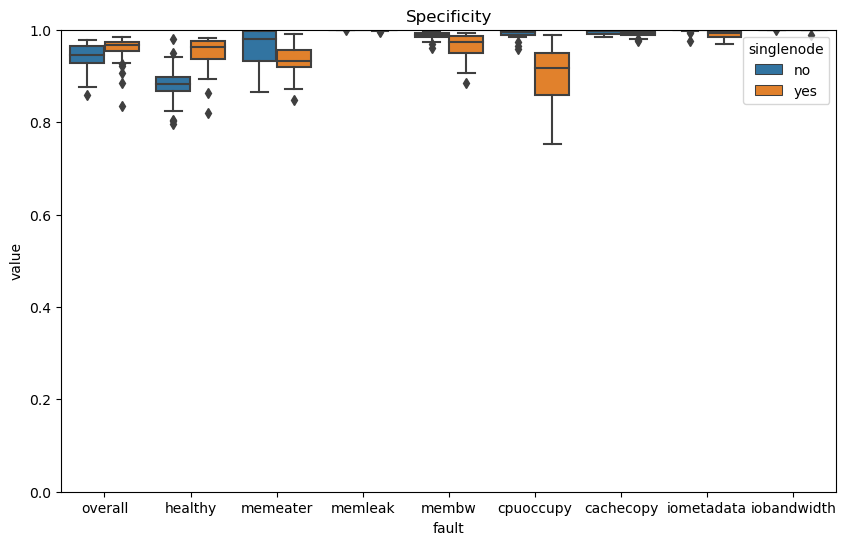 Specificity
1.0
0.8
0.6
0.4
0.2
0.0
value
singlenode
no
yes
overall healthy memeater memleak membw cpuoccupy cachecopy iometadata iobandwidth
fault